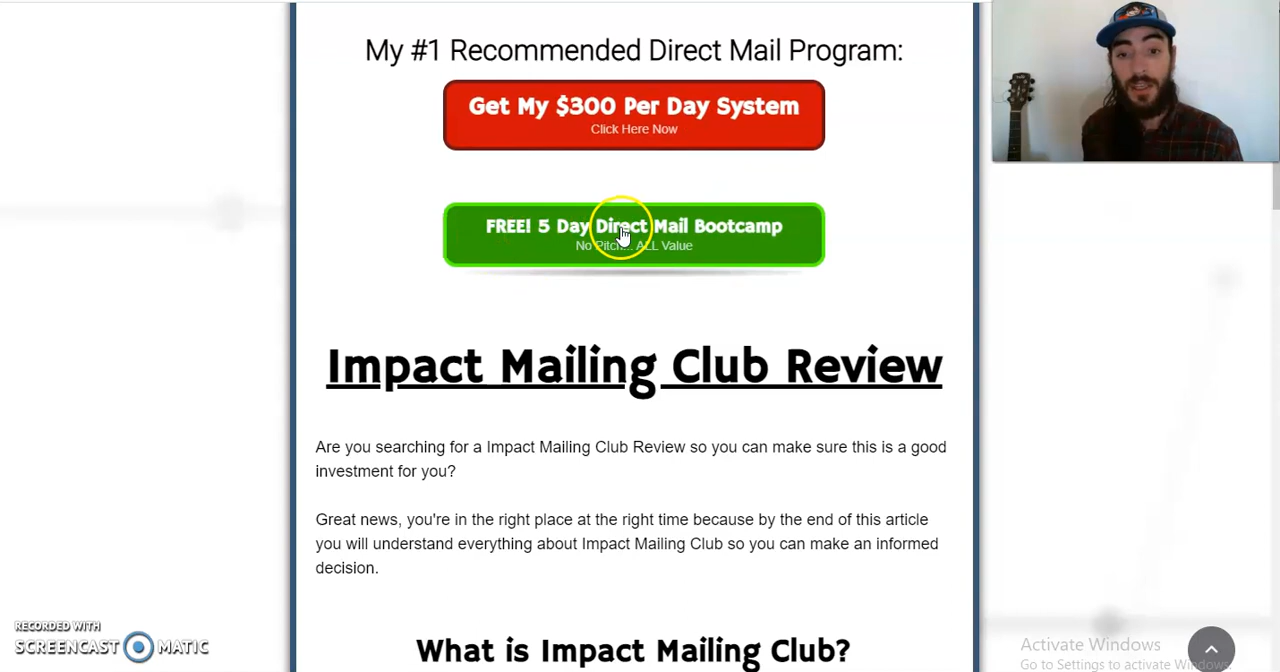 My #1 Recommended Direct Mail Program:
Get My $300 Per Day System
Click Here Now
FREE! 5 Day Direct Mail Bootcamp
No Pitch... ALL Value
Impact Mailing Club Review
Are you searching for a Impact Mailing Club Review so you can make sure this is a good
investment for you?
Great news, you're in the right place at the right time because by the end of this article
you will understand everything about Impact Mailing Club so you can make an informed
decision.
What is Impact Mailing Club?
RECORDED WITH
SCREENCAST MATIC
Activate Windows
Go to Settings to activate Windows.